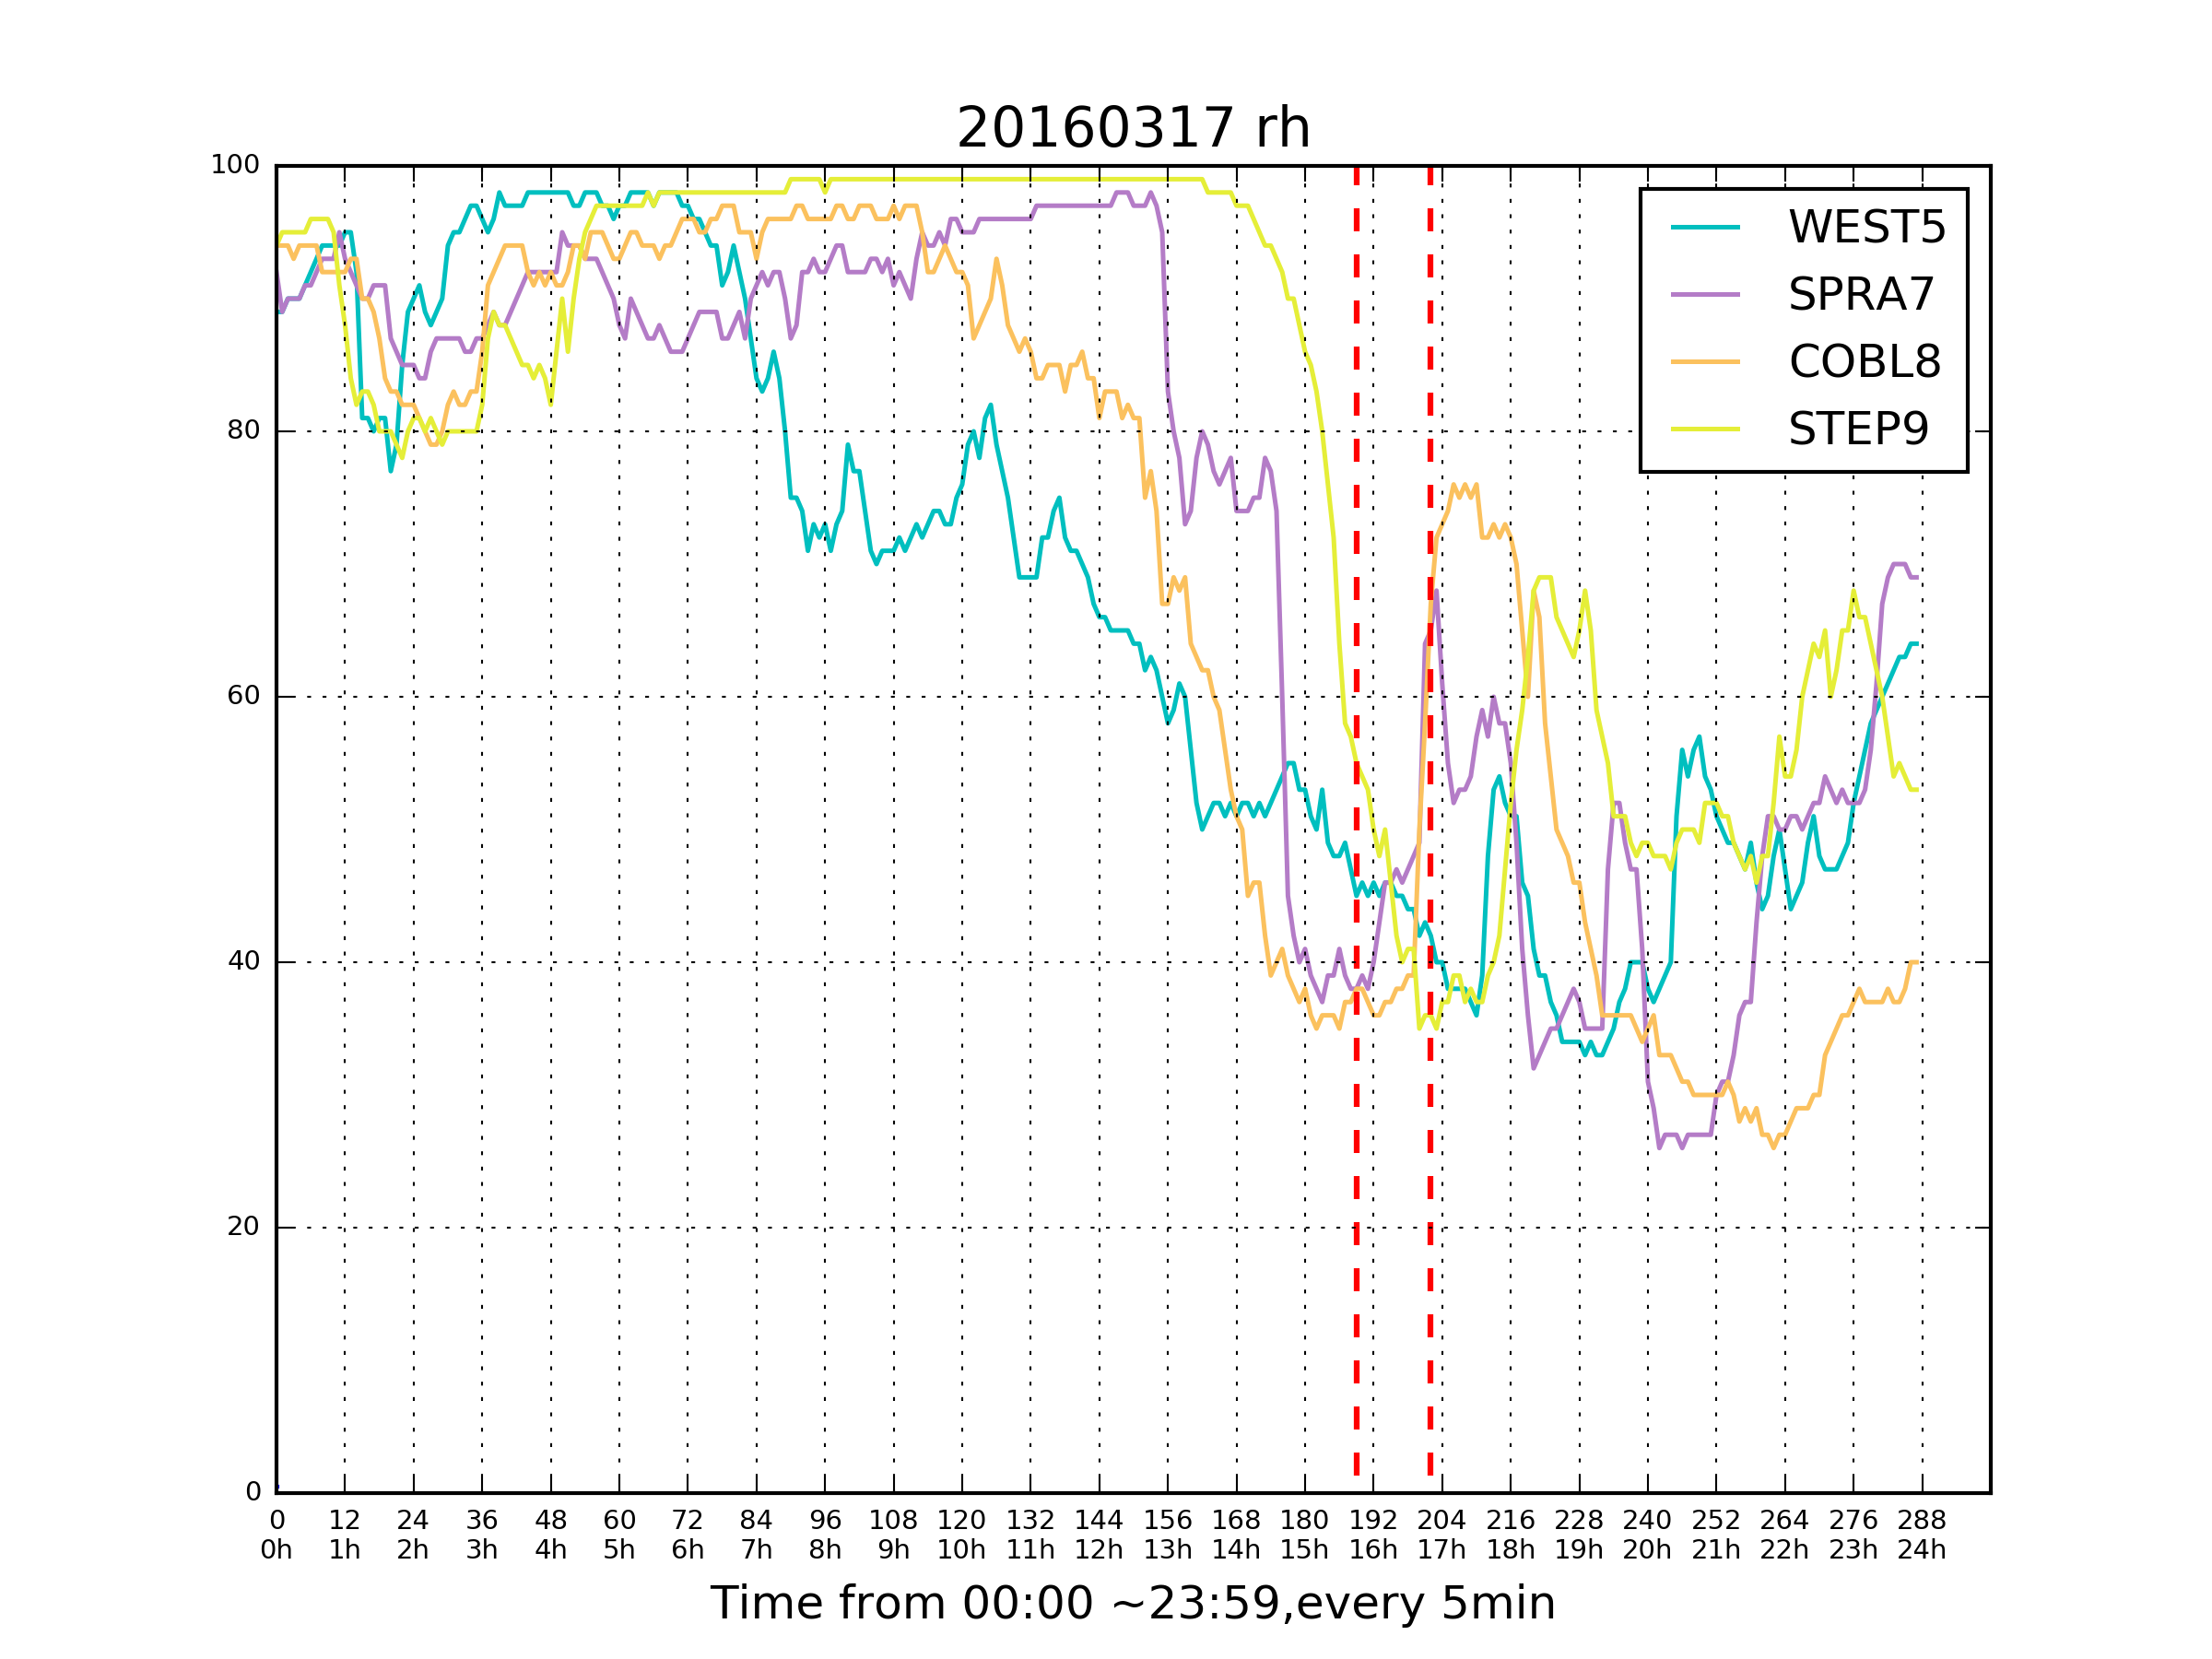 20160317 rh
100
80
60
40
20
0
WEST5
SPRA7
COBL8
STEP9
0 12 24 36 48 60 72 84 96 108 120 132 144 156 168 180 192 204 216 228 240 252 264 276 288
0h 1h 2h 3h 4h 5h 6h 7h 8h 9h 10h 11h 12h 13h 14h 15h 16h 17h 18h 19h 20h 21h 22h 23h 24h
Time from 00:00 ~23:59,every 5min